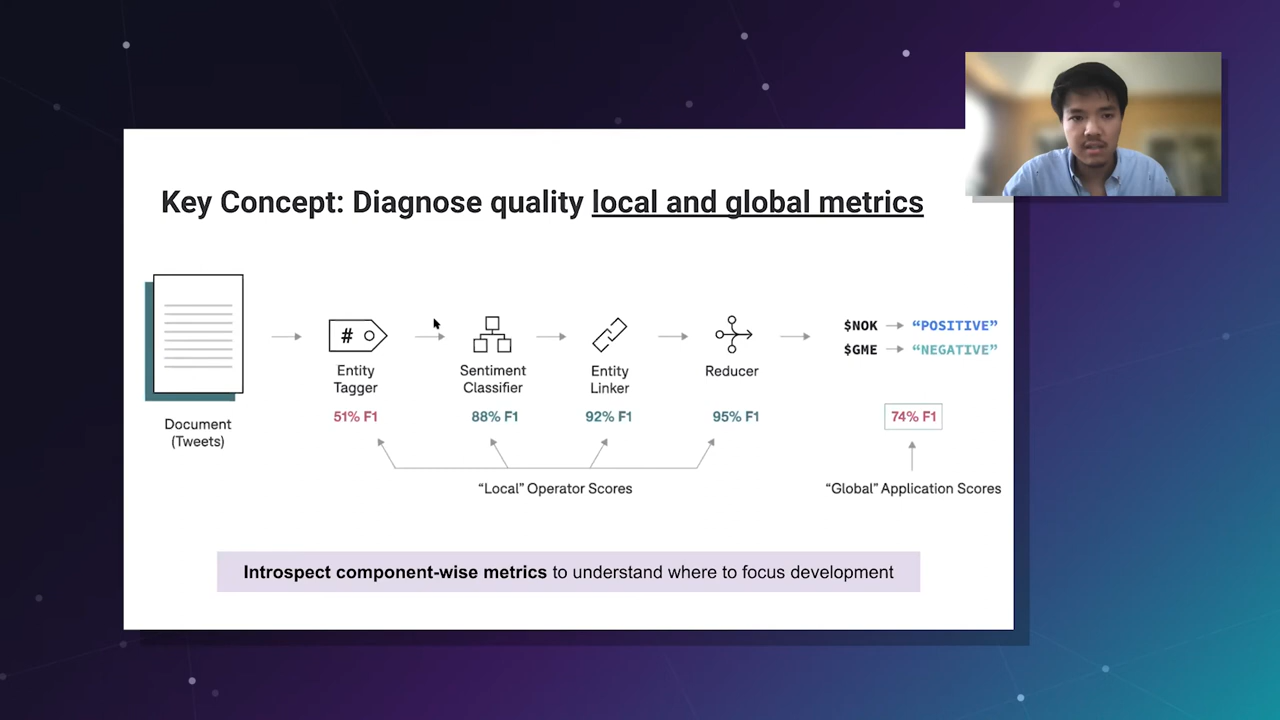 Key Concept: Diagnose quality local and global metrics
Document
(Tweets)
#
Entity
Tagger
51% F1
Sentiment
Classifier
88% F1
Entity
Linker
92% F1
Reducer
95% F1
$NOK → “POSITIVE”
$GME → “NEGATIVE”
74% F1
“Local” Operator Scores
“Global” Application Scores
Introspect component-wise metrics to understand where to focus development